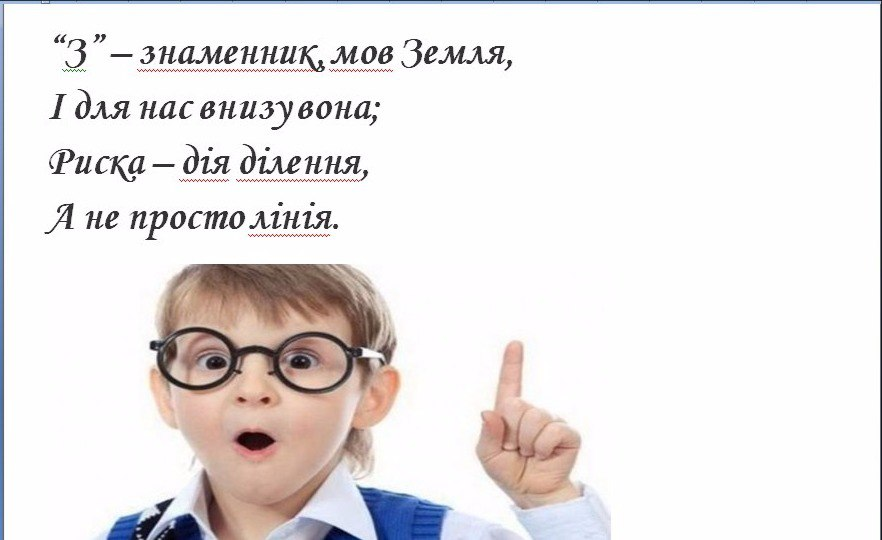 “З” – знаменник, мов Земля,
І для нас внизу вона;
Риска – дія ділення,
А не просто лінія.